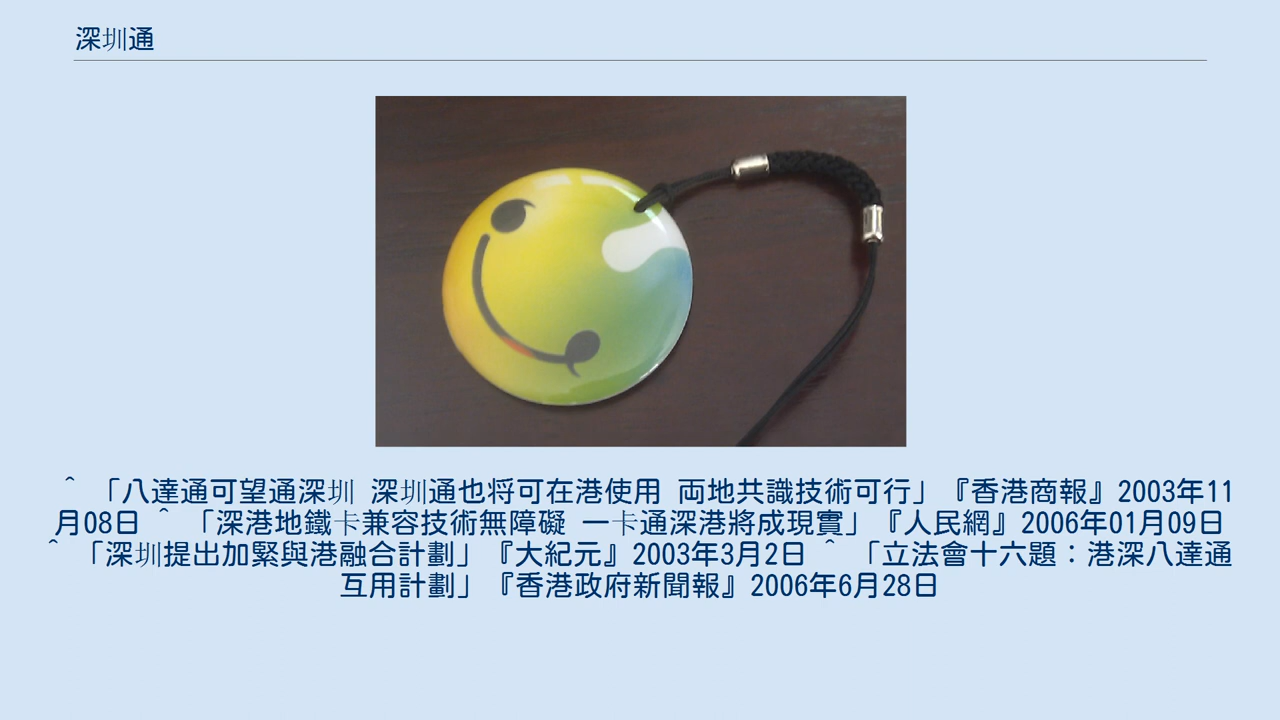 深圳通
^ 「八達通可望通深圳 深圳通也将可在港使用 両地共識技術可行」『香港商報』2003年11
月08日 ^ 「深港地鐵卡兼容技術無障礙 一卡通深港將成現實」『人民網』2006年01月09日
^ 「深圳提出加緊與港融合計劃」『大紀元』2003年3月2日 ^ 「立法會十六題：港深八達通
互用計劃」『香港政府新聞報』2006年6月28日